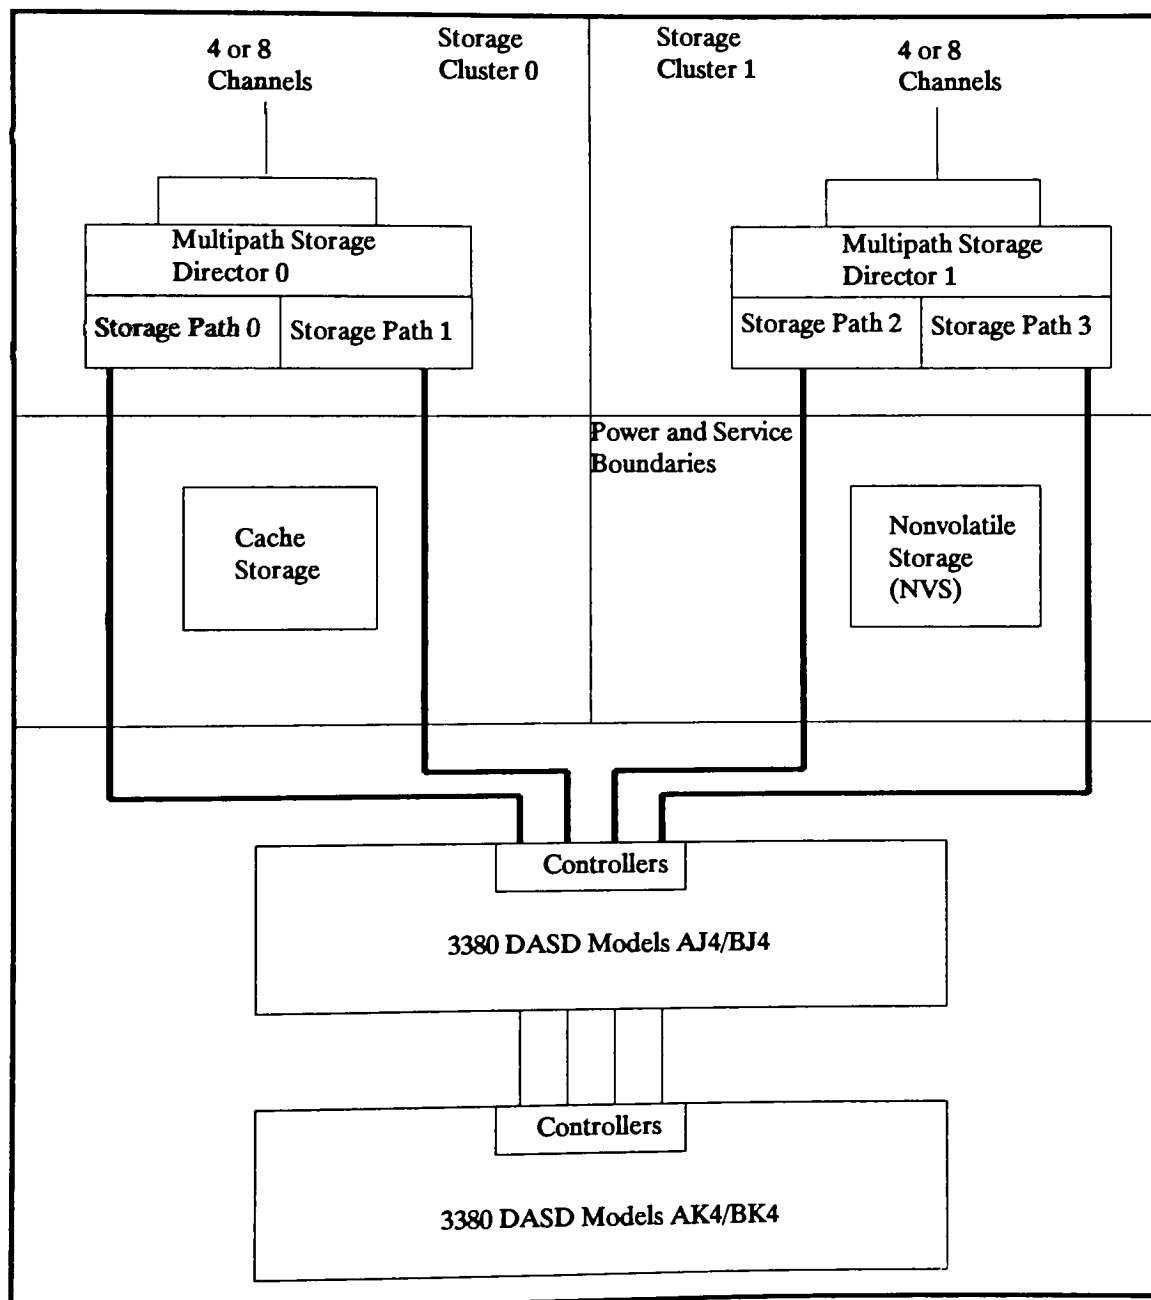 4 or 8
Channels
Storage
Cluster 0
Storage
Cluster 1
4 or 8
Channels
Multipath Storage
Director 0
Storage Path 0
Storage Path 1
Multipath Storage
Director 1
Storage Path 2
Storage Path 3
Power and Service
Boundaries
Cache
Storage
Nonvolatile
Storage
(NVS)
Controllers
3380 DASD Models AJ4/BJ4
Controllers
3380 DASD Models AK4/BK4